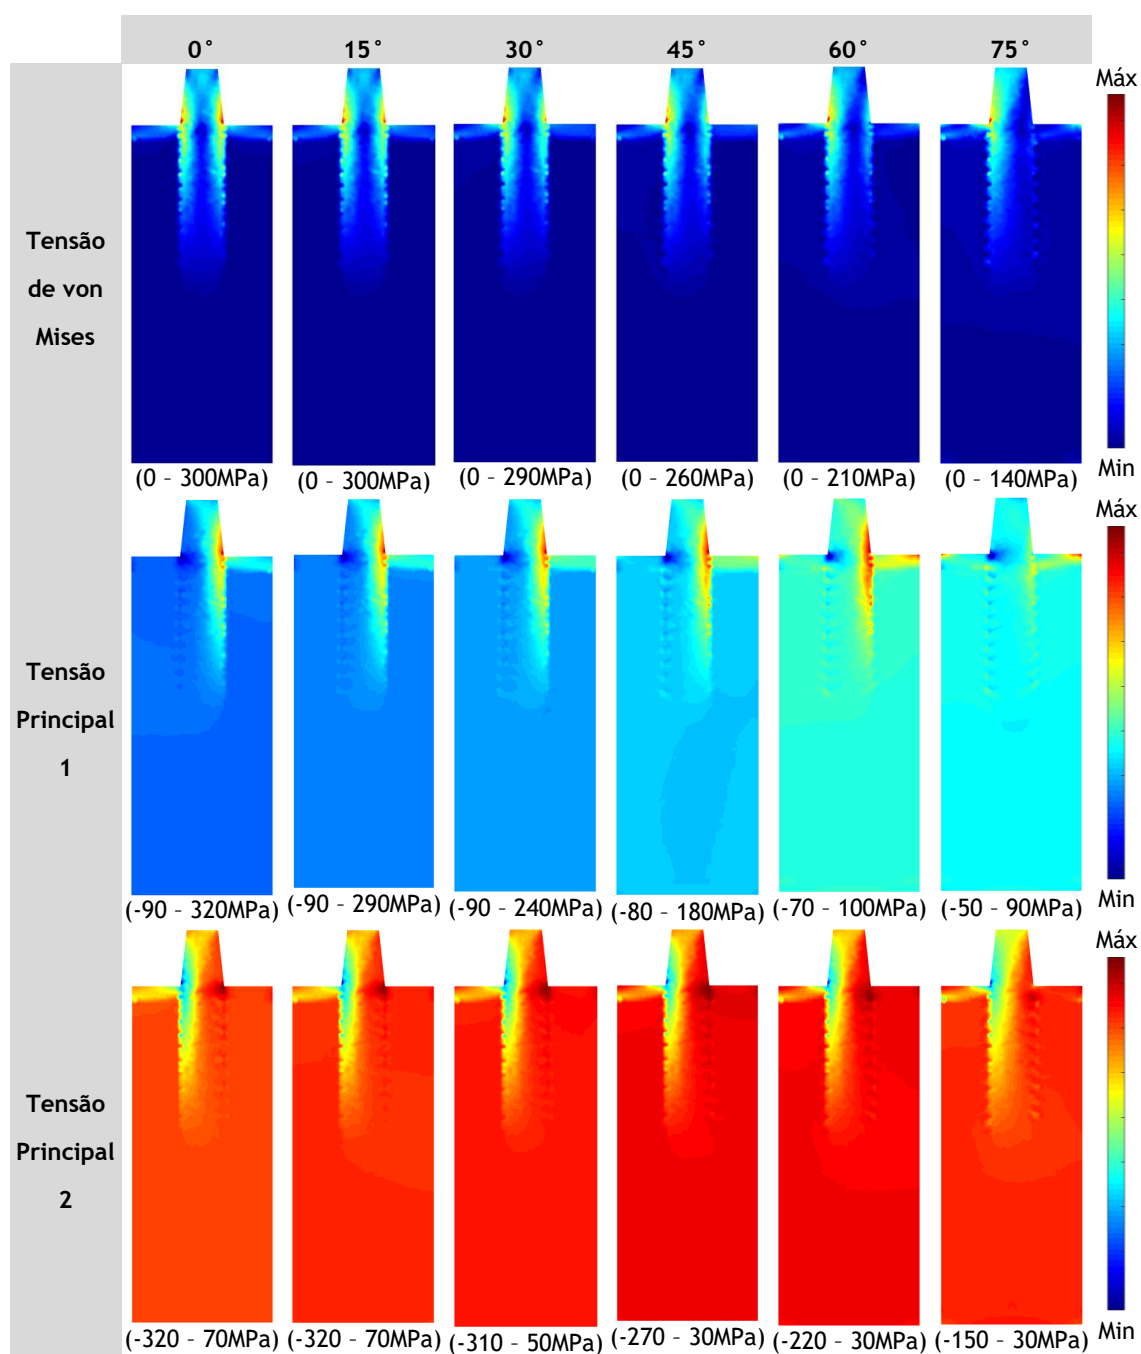 0° 15° 30° 45° 60° 75°
Máx
Tensão
de von
Mises
Min
(0 – 300MPa) (0 – 300MPa) (0 – 290MPa) (0 – 260MPa) (0 – 210MPa) (0 – 140MPa)
Máx
Tensão
Principal
1
Min
(-90 – 320MPa) (-90 – 290MPa) (-90 – 240MPa) (-80 – 180MPa) (-70 – 100MPa) (-50 – 90MPa)
Máx
Tensão
Principal
2
Min
(-320 – 70MPa) (-320 – 70MPa) (-310 – 50MPa) (-270 – 30MPa) (-220 – 30MPa) (-150 – 30MPa)